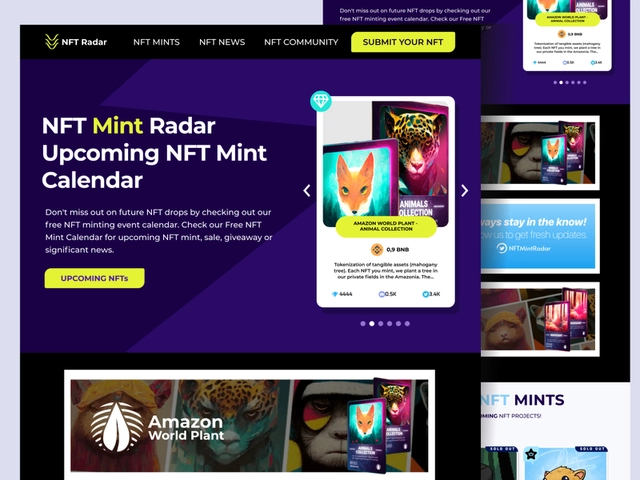 NFT Radar
NFT MINTS
NFT NEWS
NFT COMMUNITY
SUBMIT YOUR NFT
NFT Mint Radar
Upcoming NFT Mint
Calendar
Don't miss out on future NFT drops by checking out our
free NFT minting event calendar. Check our Free NFT
Mint Calendar for upcoming NFT mint, sale, giveaway or
significant news.
UPCOMING NFTs
ANIMALS
COLLECTION
AMAZON WORLD PLANT -
ANIMAL COLLECTION
0,9 BNB
Tokenization of tangible assets (mahogany
tree). Each NFT you mint, we plant a tree in
our private fields in the Amazonia. The...
4444
0.5K
3.4K
Amazon
World Plant
ANIMALS
COLLECTION
Don't miss out on future NFT drops by checking out our
free NFT minting event calendar. Check our Free NFT
AMAZON WORLD PLANT -
ANIMAL COLLECTION
0,9 BNB
Tokenization of tangible assets (mahogany
tree). Each NFT you mint, we plant a tree in
our private fields in the Amazonia. The...
4444
0.5K
3.4K
ways stay in the know!
us to get fresh updates.
NFTMintRadar
NFT MINTS
NFT PROJECTS!
SOLD OUT
SOLD OUT